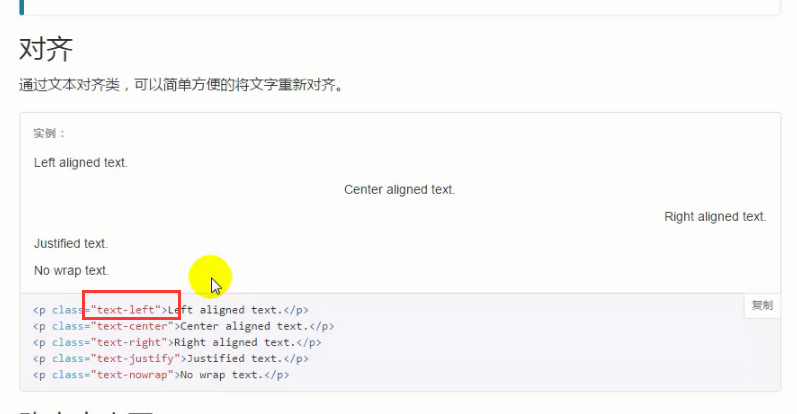 对齐
通过文本对齐类，可以简单方便的将文字重新对齐。
实例：
Left aligned text.
Center aligned text.
Right aligned text.
Justified text.
No wrap text.
复制
<p class="text-left">Left aligned text.</p>
<p class="text-center">Center aligned text.</p>
<p class="text-right">Right aligned text.</p>
<p class="text-justify">Justified text.</p>
<p class="text-nowrap">No wrap text.</p>